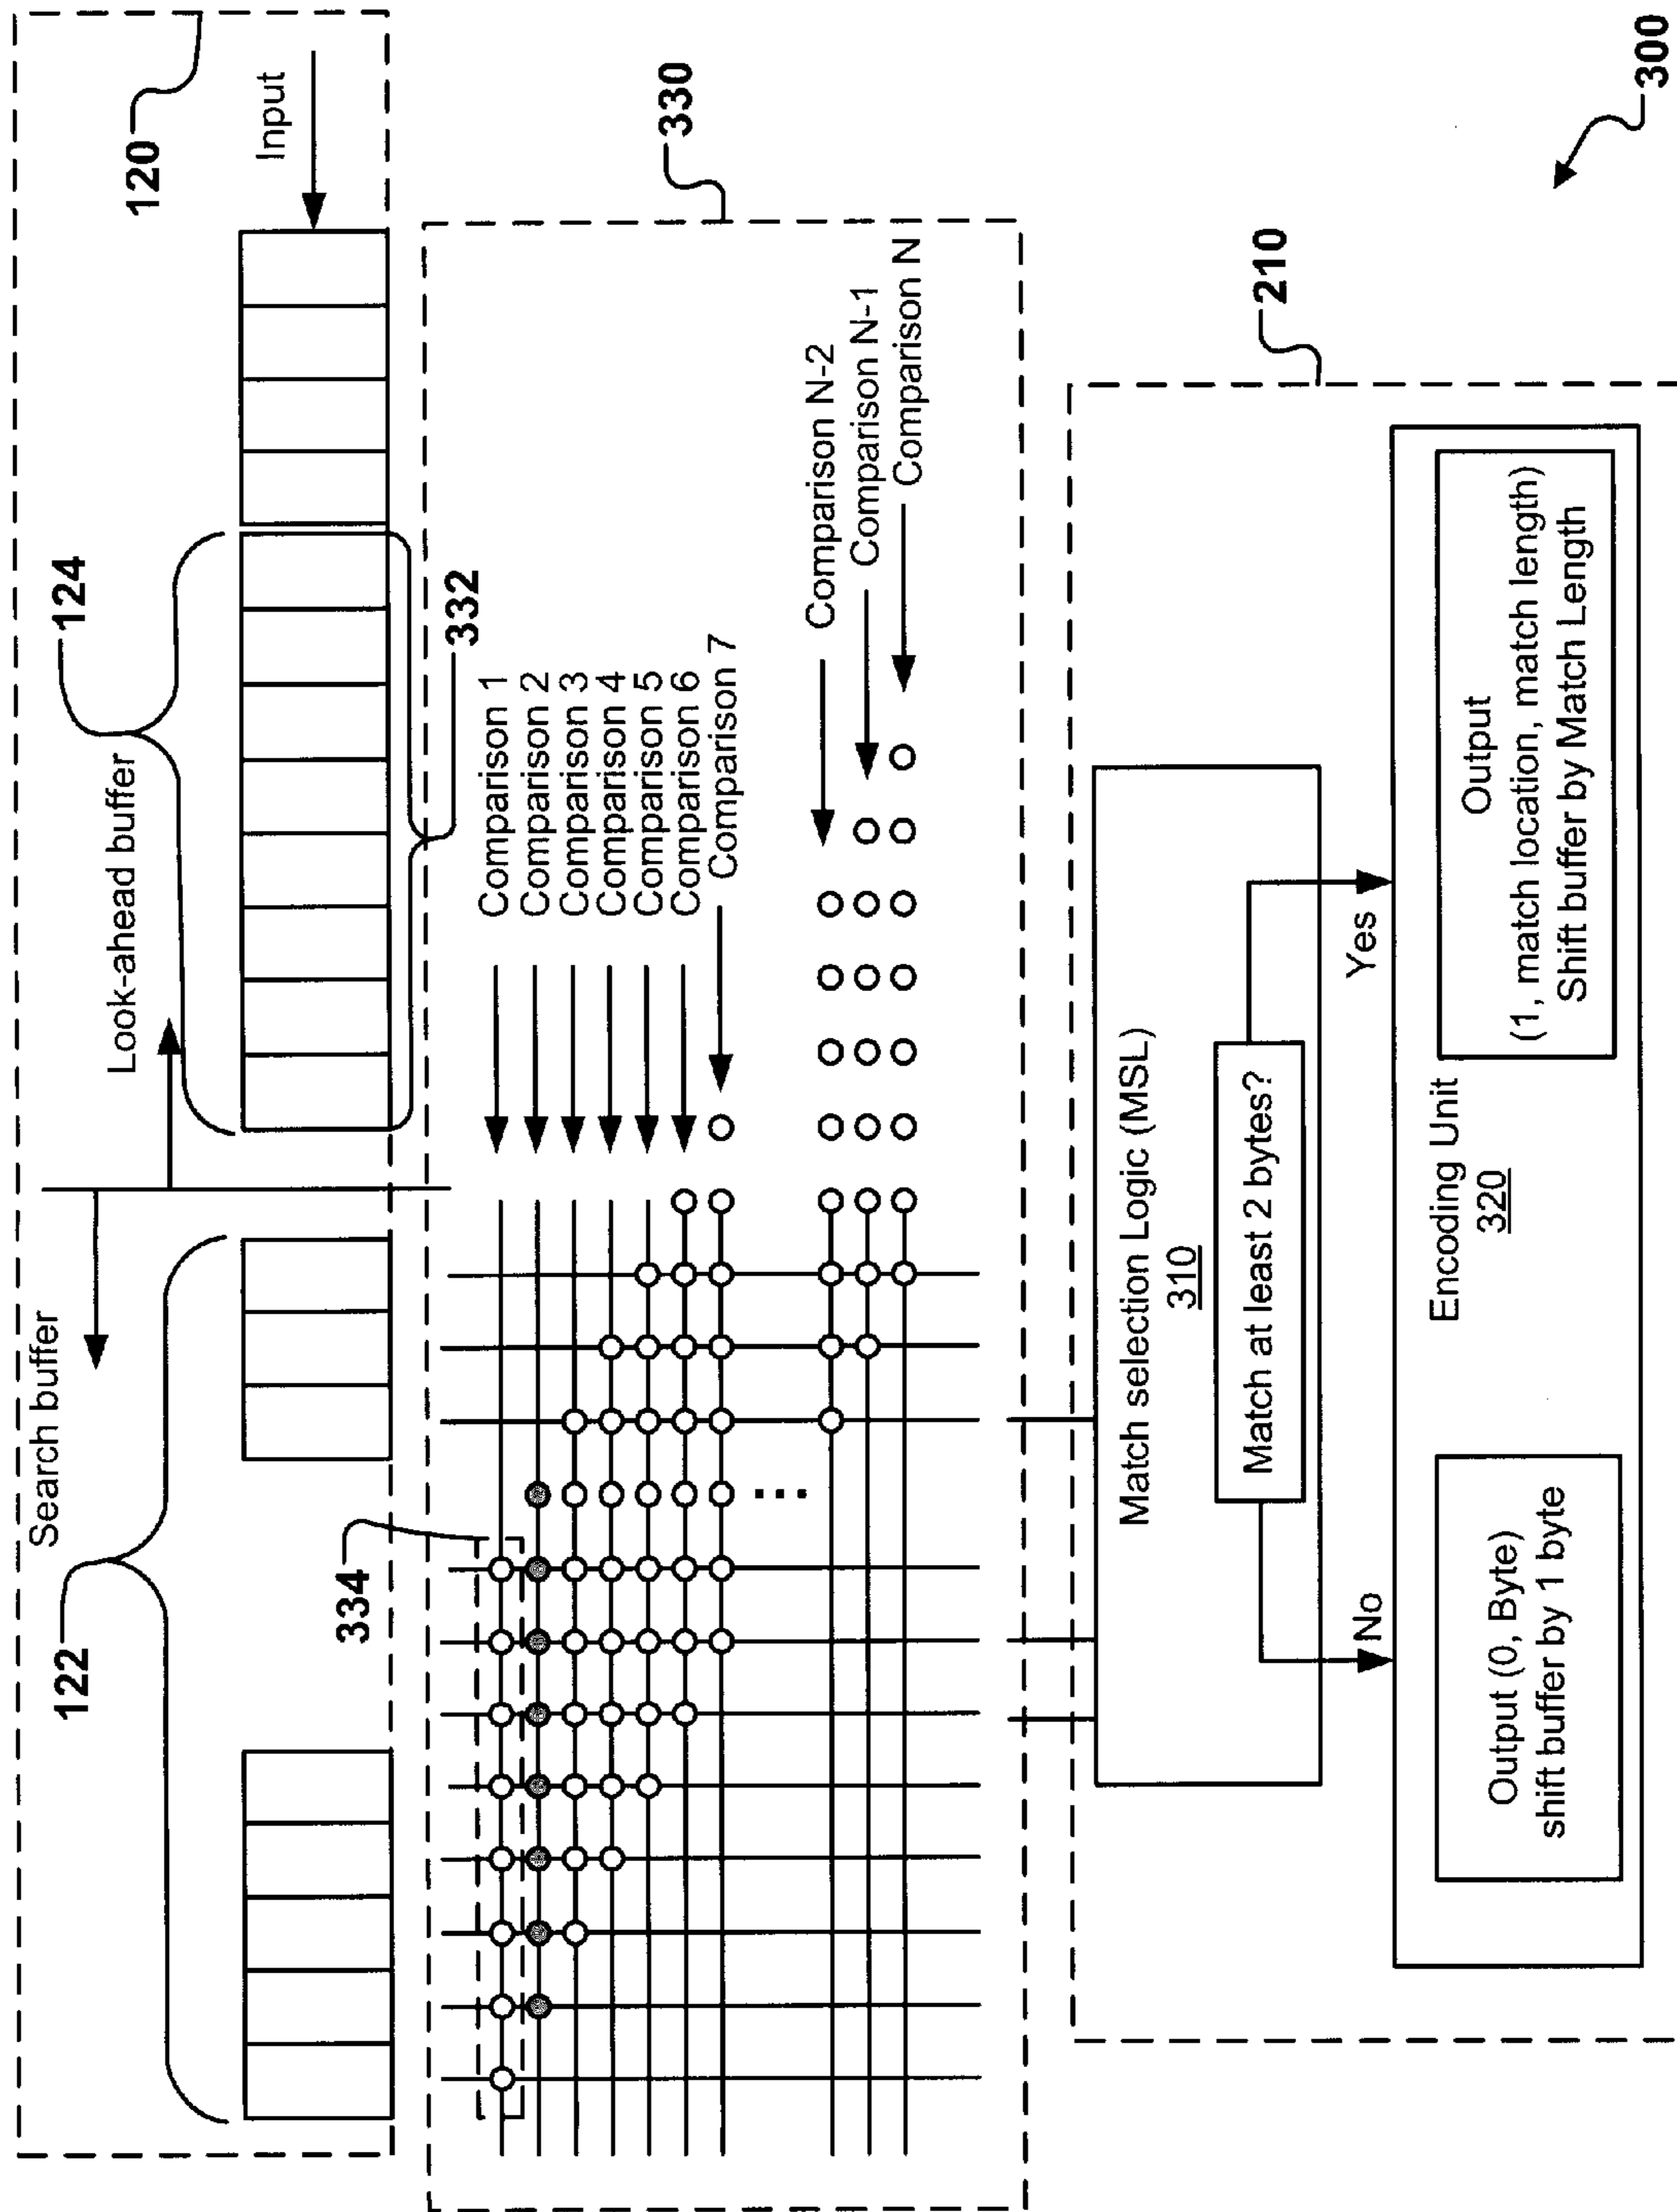 Search buffer
Look-ahead buffer
122
124
120
Input
332
334
330
Comparison 1
Comparison 2
Comparison 3
Comparison 4
Comparison 5
Comparison 6
Comparison 7
...
Comparison N-2
Comparison N-1
Comparison N
210
Match selection Logic (MSL)
310
Match at least 2 bytes?
No
Yes
Encoding Unit
320
Output (0, Byte)
shift buffer by 1 byte
Output
(1, match location, match length)
Shift buffer by Match Length
300